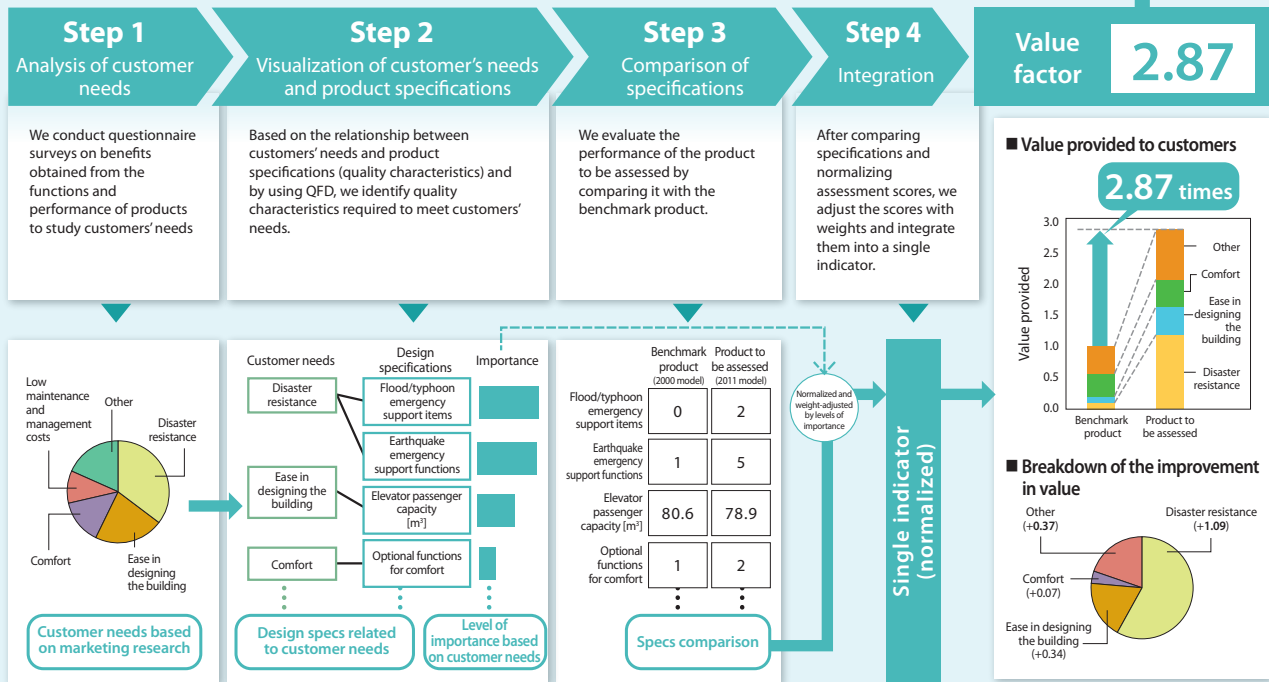 Step 1
Analysis of customer
needs
Step 2
Visualization of customer's needs
and product specifications
Step 3
Comparison of
specifications
Step 4
Integration
Value
factor
2.87
We conduct questionnaire
surveys on benefits
obtained from the
functions and
performance of products
to study customers' needs
Based on the relationship between
customers' needs and product
specifications (quality characteristics) and
by using QFD, we identify quality
characteristics required to meet customers'
needs.
We evaluate the
performance of the product
to be assessed by
comparing it with the
benchmark product.
After comparing
specifications and
normalizing
assessment scores, we
adjust the scores with
weights and integrate
them into a single
indicator.
Low
maintenance
and
management
costs
Other
Disaster
resistance
Comfort
Ease in
designing
the building
Customer needs based
on marketing research
Customer needs
Design
specifications
Importance
Disaster
resistance
Flood/typhoon
emergency
support items
Earthquake
emergency
support functions
Ease in
designing the
building
Elevator passenger
capacity
[m³]
Comfort
Optional functions
for comfort
Design specs related
to customer needs
Level of
importance based
on customer needs
Benchmark
product
(2000 model)
Product to
be assessed
(2011 model)
Flood/typhoon
emergency
support items
0
2
Earthquake
emergency
support functions
1
5
Elevator
passenger
capacity [m³]
80.6
78.9
Optional
functions
for comfort
1
2
Specs comparison
Normalized and
weight-adjusted
by levels of
importance
Single indicator
(normalized)
■ Value provided to customers
2.87 times
Value provided
3.0
2.5
2.0
1.5
1.0
0.5
0.0
Other
Comfort
Ease in
designing
the
building
Disaster
resistance
Benchmark
product
Product to
be assessed
■ Breakdown of the improvement
in value
Other
(+0.37)
Disaster resistance
(+1.09)
Comfort
(+0.07)
Ease in designing
the building
(+0.34)